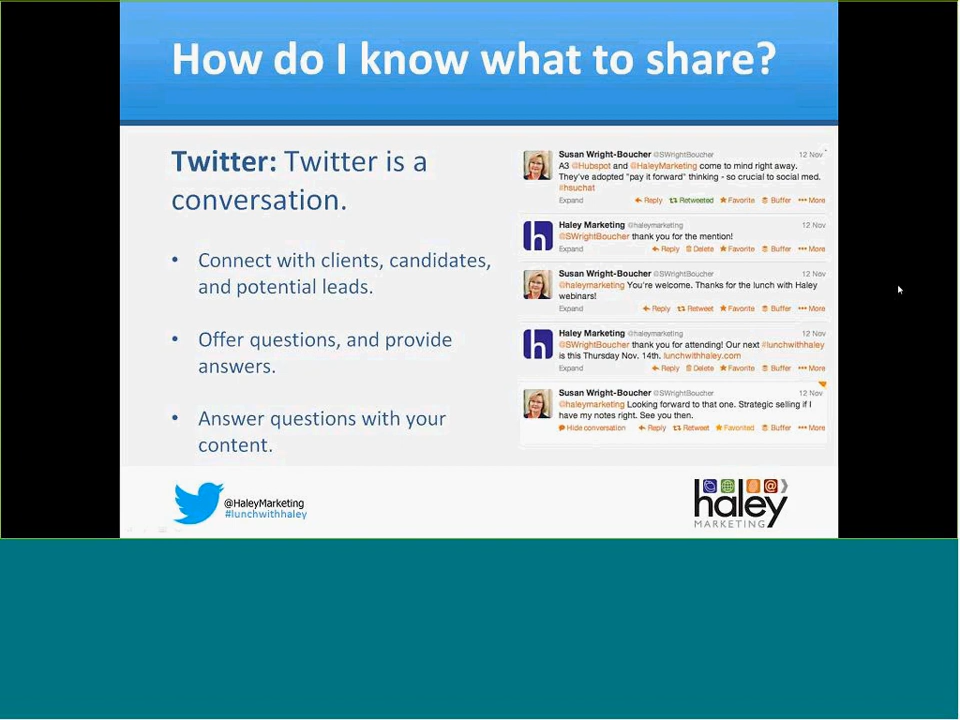 How do I know what to share?
Twitter: Twitter is a
conversation.
• Connect with clients, candidates,
and potential leads.
• Offer questions, and provide
answers.
• Answer questions with your
content.
Susan Wright-Boucher @SWrightBoucher 12 Nov
A3 @Hubspot and @HaleyMarketing come to mind right away.
They've adopted "pay it forward" thinking - so crucial to social med.
#hsuchat
Expand Reply Retweeted Favorite Buffer More
Haley Marketing @haleymarketing 12 Nov
@SWrightBoucher thank you for the mention!
Expand Reply Delete Favorite Buffer More
Susan Wright-Boucher @SWrightBoucher 12 Nov
@haleymarketing You're welcome. Thanks for the lunch with Haley
webinars!
Reply Retweet Favorite Buffer More
Haley Marketing @haleymarketing 12 Nov
@SWrightBoucher thank you for attending! Our next #lunchwithhaley
is this Thursday Nov. 14th. lunchwithhaley.com
Expand Reply Delete Favorite Buffer More
Susan Wright-Boucher @SWrightBoucher 12 Nov
@haleymarketing Looking forward to that one. Strategic selling if I
have my notes right. See you then.
Hide conversation Reply Retweet Favorited Buffer More
@HaleyMarketing
#lunchwithhaley
haley
MARKETING